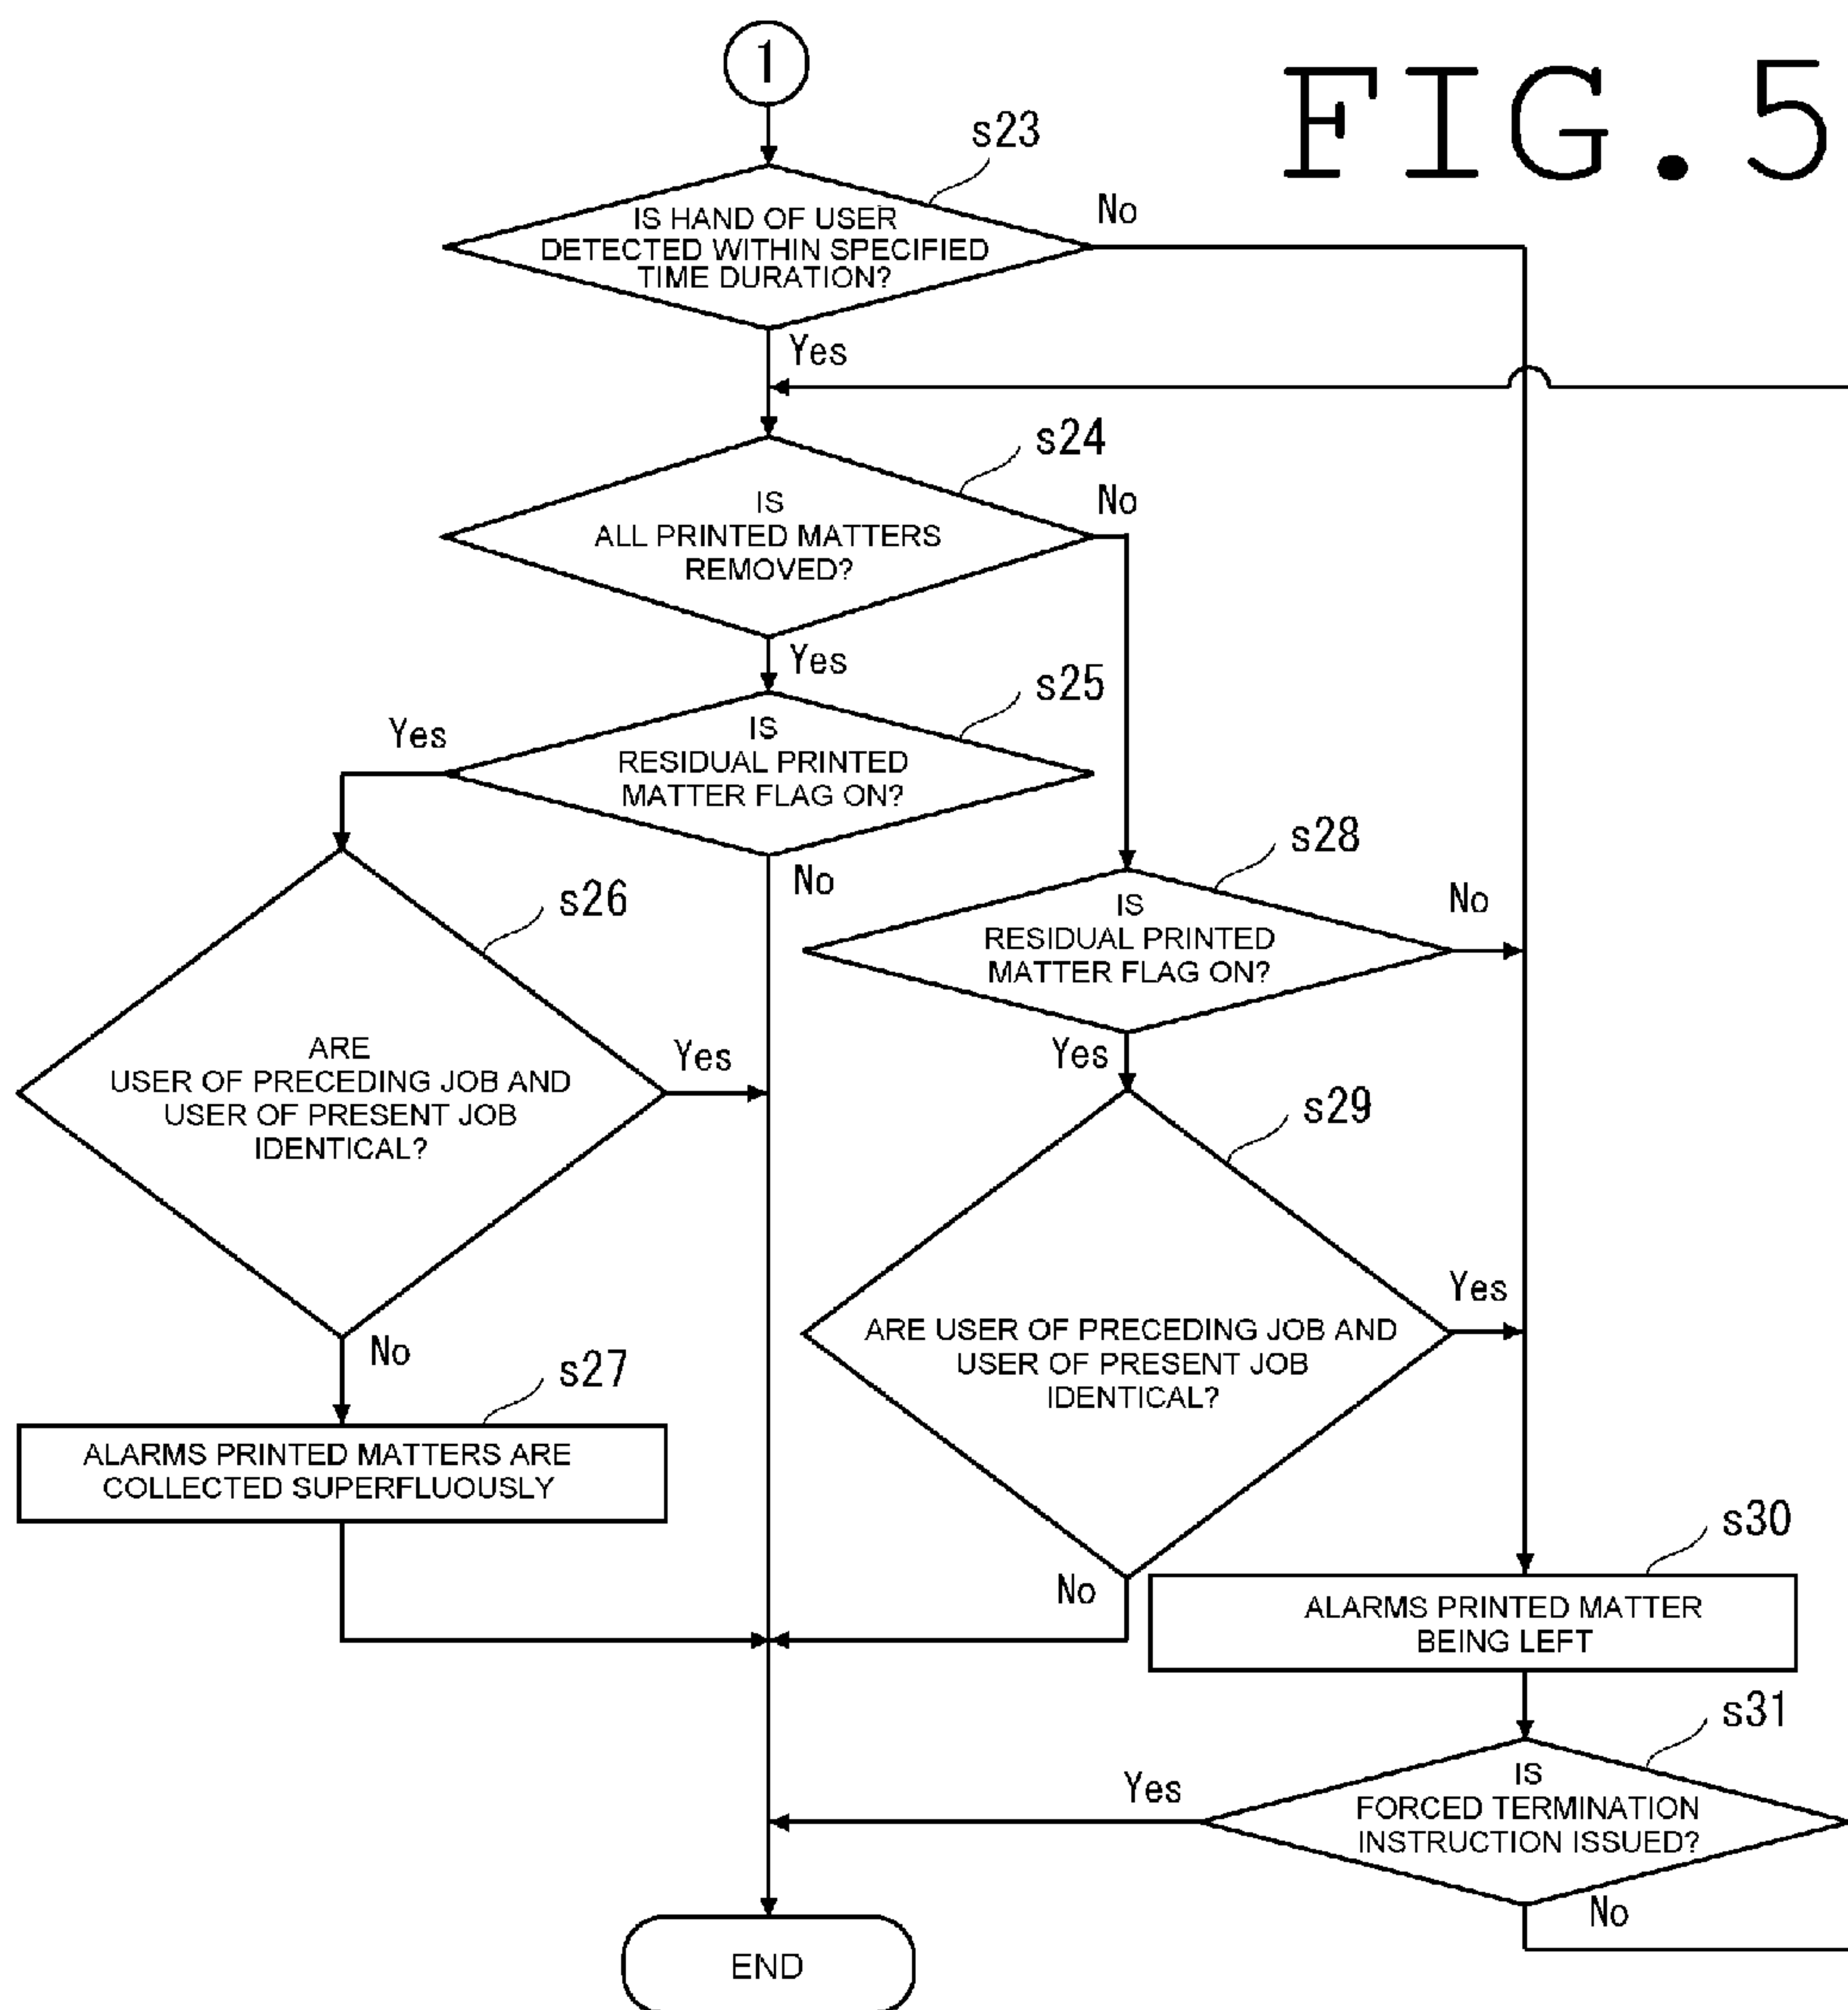 1
FIG.5
s23
IS HAND OF USER
DETECTED WITHIN SPECIFIED
TIME DURATION?
No
Yes
s24
IS
ALL PRINTED MATTERS
REMOVED?
No
Yes
s25
IS
RESIDUAL PRINTED
MATTER FLAG ON?
Yes
No
s26
ARE
USER OF PRECEDING JOB AND
USER OF PRESENT JOB
IDENTICAL?
Yes
No
s27
ALARMS PRINTED MATTERS ARE
COLLECTED SUPERFLUOUSLY
s28
IS
RESIDUAL PRINTED
MATTER FLAG ON?
No
Yes
s29
ARE USER OF PRECEDING JOB AND
USER OF PRESENT JOB
IDENTICAL?
Yes
No
s30
ALARMS PRINTED MATTER
BEING LEFT
s31
IS
FORCED TERMINATION
INSTRUCTION ISSUED?
Yes
No
END